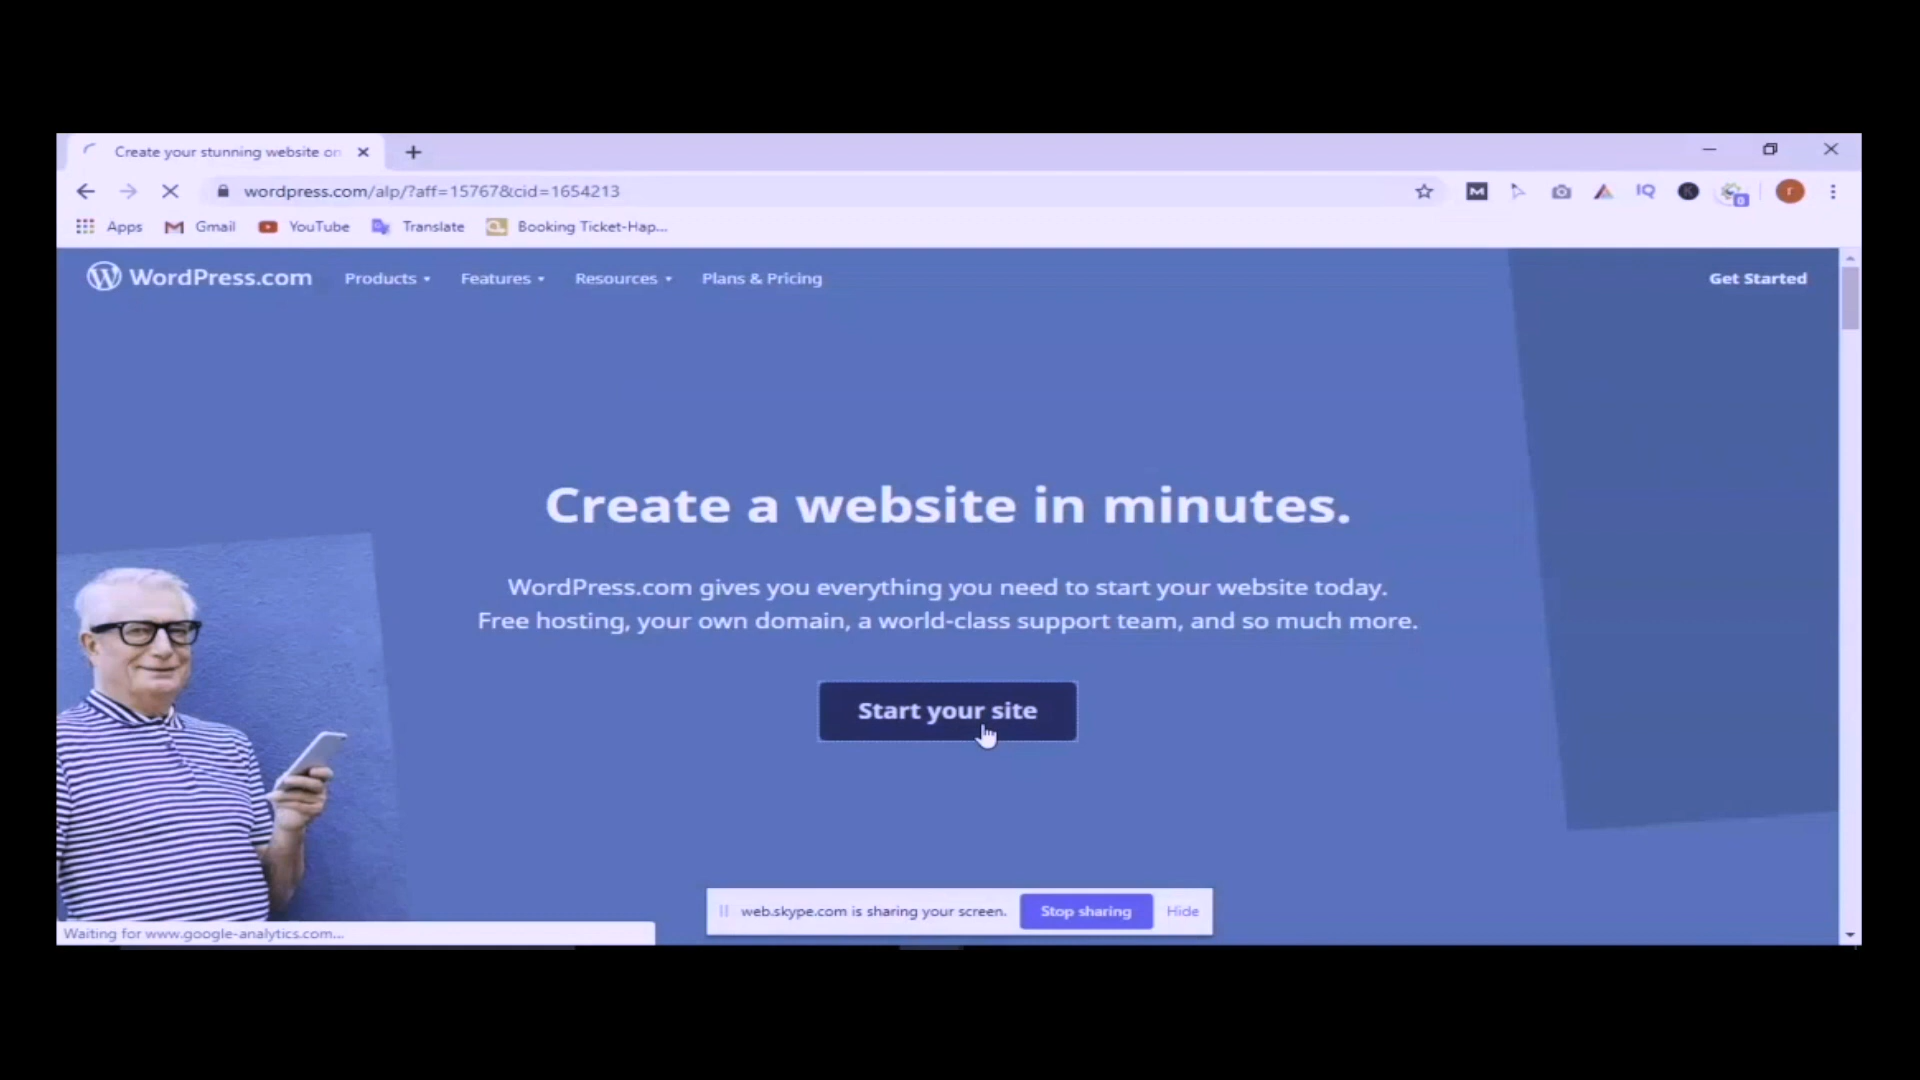 Create your stunning website on
wordpress.com/alp/?aff=15767&cid=1654213
M
IQ
K
0
r
Apps
Gmail
YouTube
Translate
Booking Ticket-Hap...
WordPress.com
Products
Features
Resources
Plans & Pricing
Get Started
Create a website in minutes.
WordPress.com gives you everything you need to start your website today.
Free hosting, your own domain, a world-class support team, and so much more.
Start your site
web.skype.com is sharing your screen.
Stop sharing
Hide
Waiting for www.google-analytics.com...